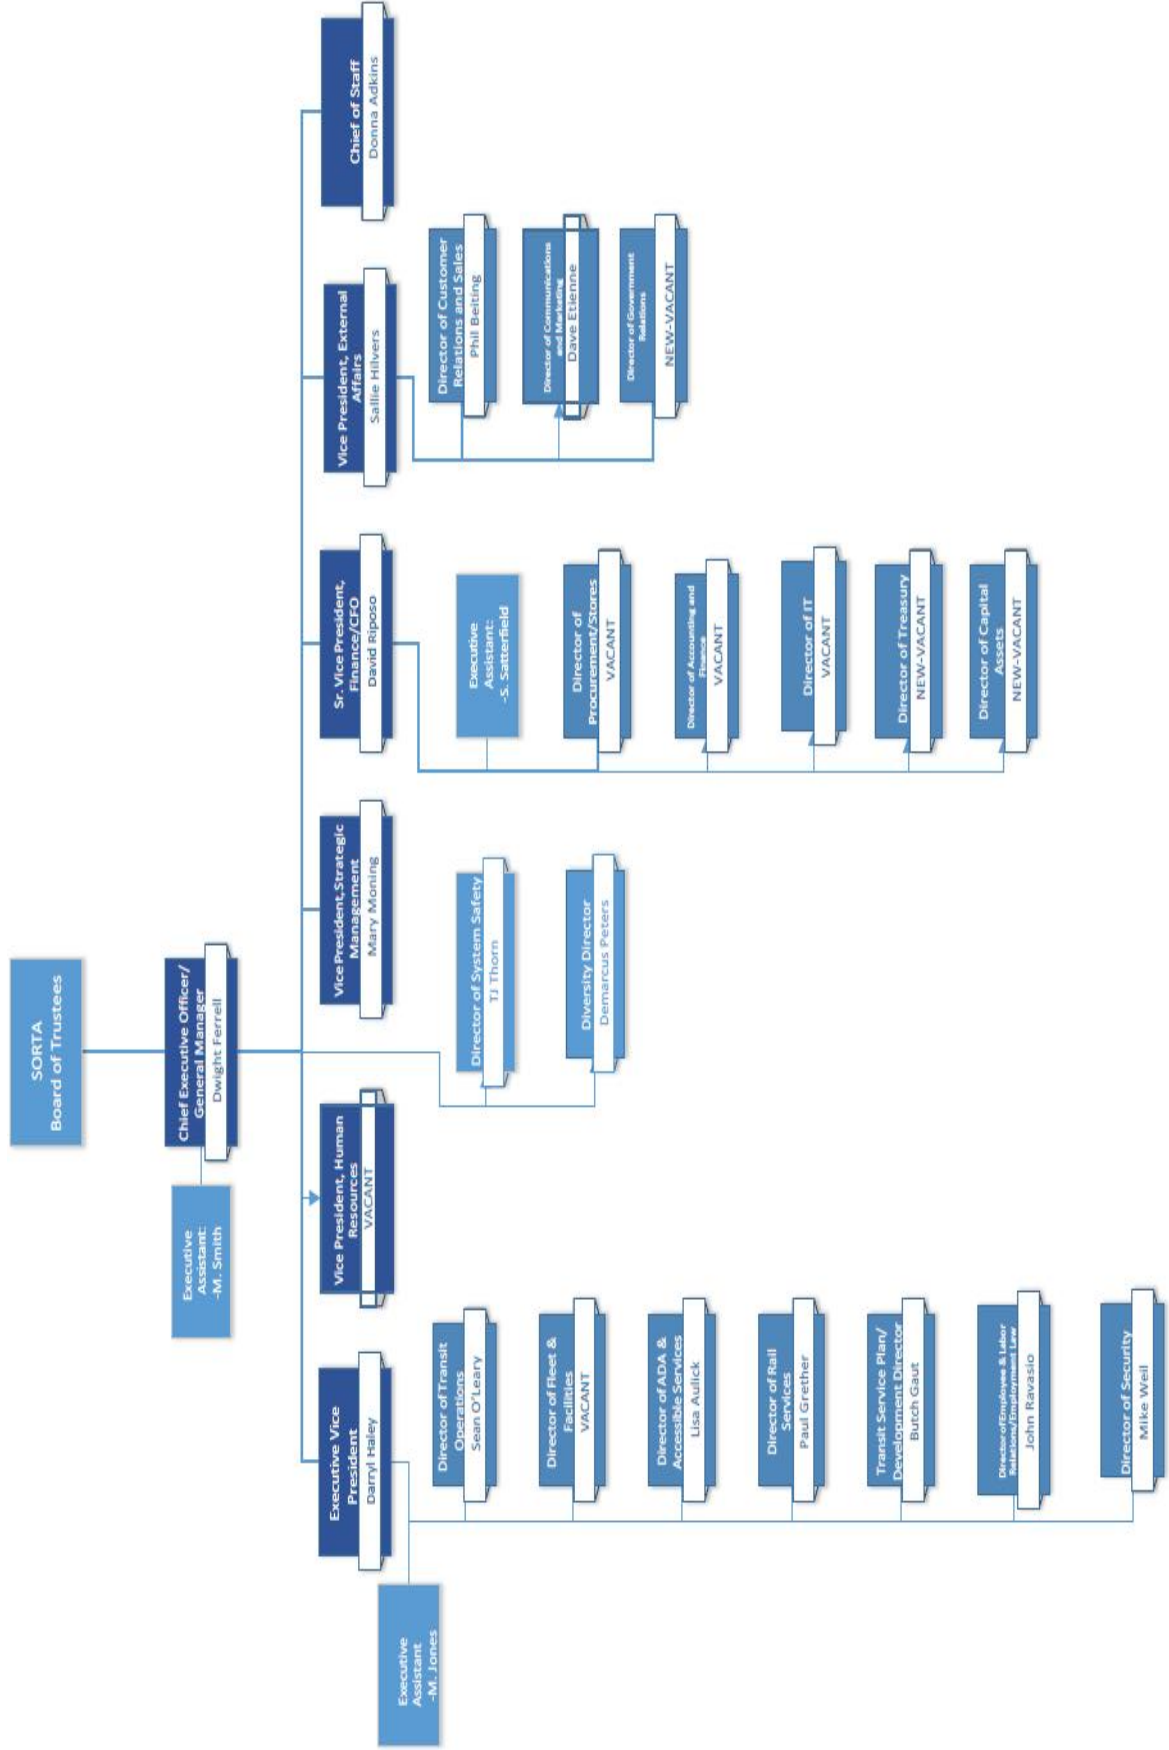 SORTA
Board of Trustees
Executive
Assistant:
-M. Smith
Chief Executive Officer/
General Manager
Dwight Ferrell
Executive Vice
President
Darryl Haley
Vice President, Human
Resources
VACANT
Vice President, Strategic
Management
Mary Moning
Sr. Vice President,
Finance/CFO
David Riposo
Vice President, External
Affairs
Sallie Hilvers
Chief of Staff
Donna Adkins
Executive
Assistant
-M. Jones
Director of Transit
Operations
Sean O'Leary
Director of Fleet &
Facilities
VACANT
Director of ADA &
Accessible Services
Lisa Aulick
Director of Rail
Services
Paul Grether
Transit Service Plan/
Development Director
Butch Gaut
Director of Employee & Labor
Relations/Employment Law
John Ravasio
Director of Security
Mike Weil
Director of System Safety
TJ Thorn
Diversity Director
Demarcus Peters
Executive
Assistant:
-S. Satterfield
Director of
Procurement/Stores
VACANT
Director of Accounting and
Finance
VACANT
Director of IT
VACANT
Director of Treasury
NEW-VACANT
Director of Capital
Assets
NEW-VACANT
Director of Customer
Relations and Sales
Phil Beiting
Director of Communications
and Marketing
Dave Etienne
Director of Government
Relations
NEW-VACANT